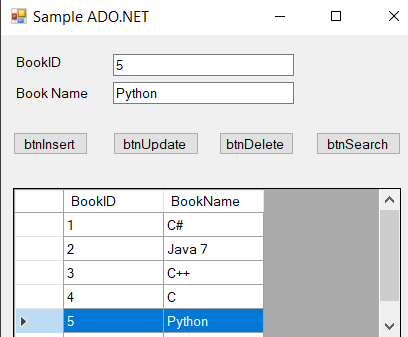 Sample ADO.NET
BookID 5
Book Name Python
btnInsert btnUpdate btnDelete btnSearch
BookID BookName
1 C#
2 Java 7
3 C++
4 C
5 Python